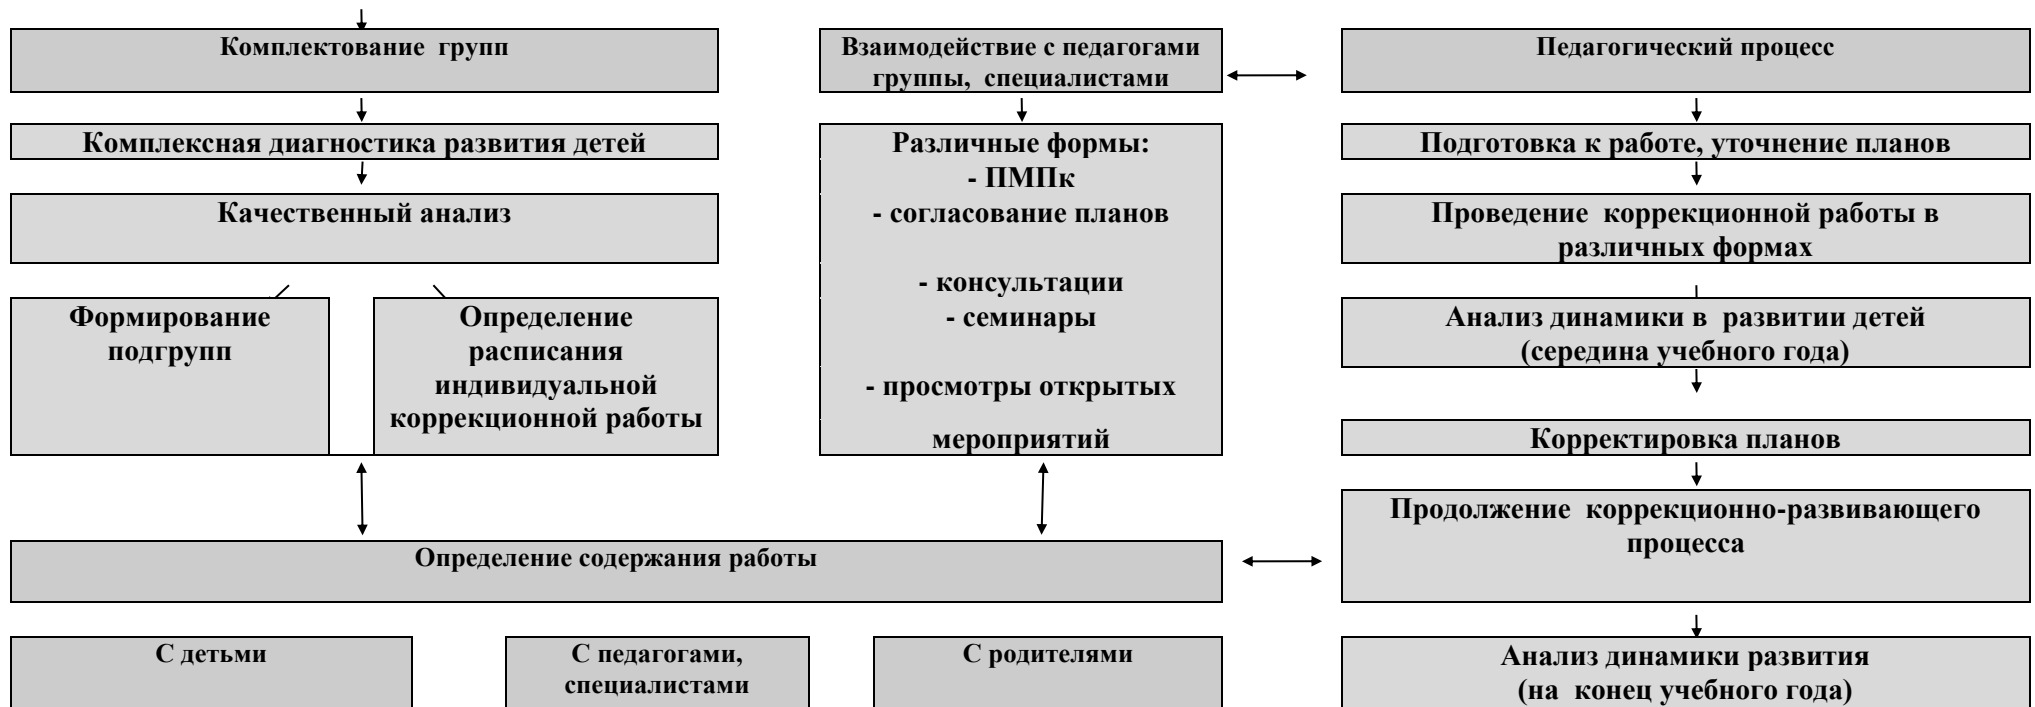 Комплектование групп
Комплексная диагностика развития детей
Качественный анализ
Формирование
подгрупп
Определение
расписания
индивидуальной
коррекционной работы
Взаимодействие с педагогами
группы, специалистами
Различные формы:
- ПМПк
- согласование планов
- консультации
- семинары
- просмотры открытых
мероприятий
Педагогический процесс
Подготовка к работе, уточнение планов
Проведение коррекционной работы в
различных формах
Анализ динамики в развитии детей
(середина учебного года)
Корректировка планов
Продолжение коррекционно-развивающего
процесса
Анализ динамики развития
(на конец учебного года)
Определение содержания работы
С детьми
С педагогами,
специалистами
С родителями